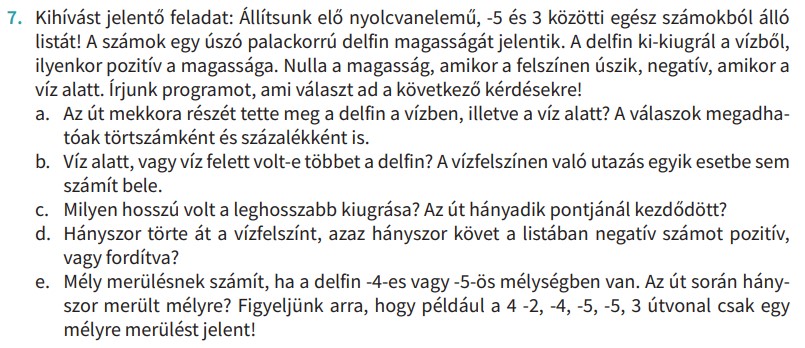 7. Kihívást jelentő feladat: Állítsunk elő nyolcvanelemű, -5 és 3 közötti egész számokból álló
listát! A számok egy úszó palackorrú delfin magasságát jelentik. A delfin ki-kiugrál a vízből,
ilyenkor pozitív a magassága. Nulla a magasság, amikor a felszínen úszik, negatív, amikor a
víz alatt. Írjunk programot, ami választ ad a következő kérdésekre!
a. Az út mekkora részét tette meg a delfin a vízben, illetve a víz alatt? A válaszok megadha-
tóak törtszámként és százalékként is.
b. Víz alatt, vagy víz felett volt-e többet a delfin? A vízfelszínen való utazás egyik esetbe sem
számít bele.
c. Milyen hosszú volt a leghosszabb kiugrása? Az út hányadik pontjánál kezdődött?
d. Hányszor törte át a vízfelszínt, azaz hányszor követ a listában negatív számot pozitív,
vagy fordítva?
e. Mély merülésnek számít, ha a delfin -4-es vagy -5-ös mélységben van. Az út során hány-
szor merült mélyre? Figyeljünk arra, hogy például a 4 -2, -4, -5, -5, 3 útvonal csak egy
mélyre merülést jelent!